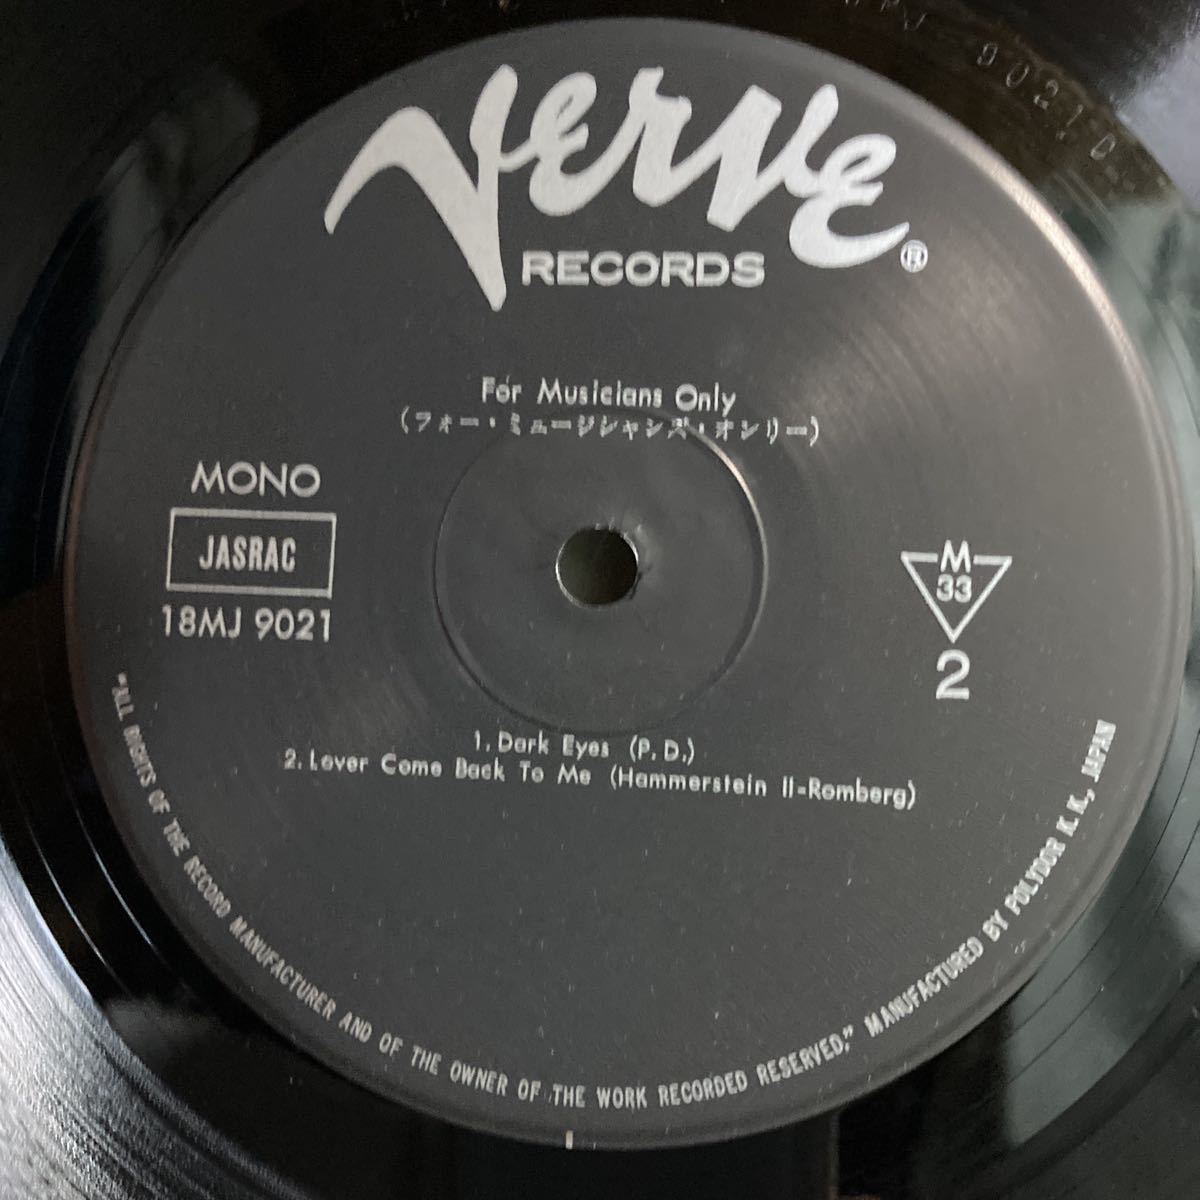 VERVE
RECORDS
®
For Musicians Only
(フォー・ミュージシャンズ・オンリー)
MONO
JASRAC
18MJ 9021
M
33
2
1. Dark Eyes (P. D.)
2. Lover Come Back To Me (Hammerstein II-Romberg)
"ALL RIGHTS OF THE RECORD MANUFACTURER AND OF THE OWNER OF THE WORK RECORDED RESERVED," MANUFACTURED BY POLYDOR K.K., JAPAN